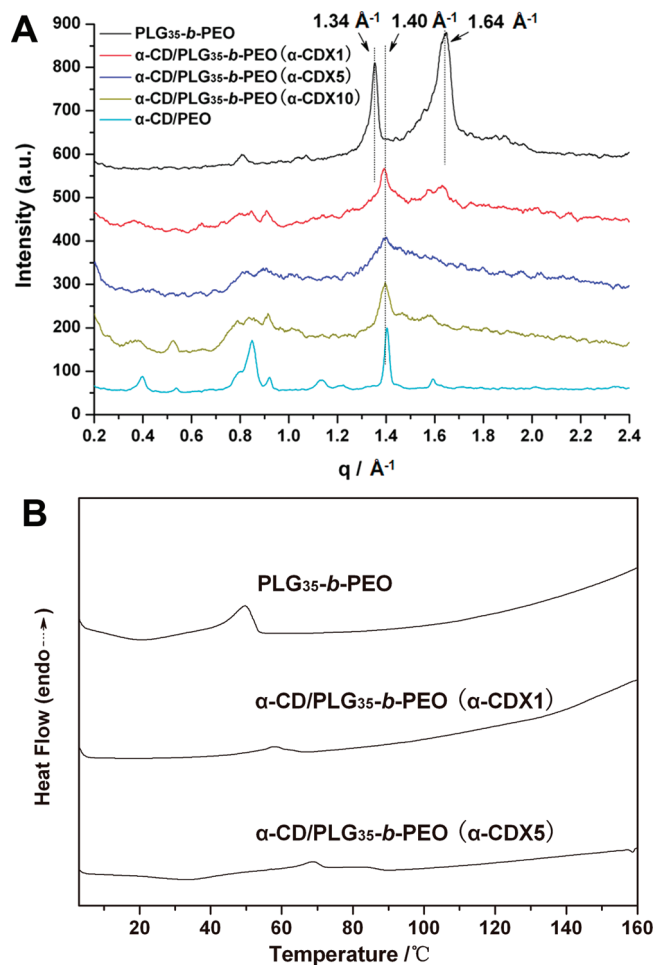 A
1.34 Å-1
1.40 Å-1
1.64 Å-1
PLG35-b-PEO
α-CD/PLG35-b-PEO（α-CDX1）
α-CD/PLG35-b-PEO（α-CDX5）
α-CD/PLG35-b-PEO（α-CDX10）
α-CD/PEO
Intensity (a.u.)
900
800
700
600
500
400
300
200
100
0
0.2 0.4 0.6 0.8 1.0 1.2 1.4 1.6 1.8 2.0 2.2 2.4
q / Å-1
B
PLG35-b-PEO
α-CD/PLG35-b-PEO（α-CDX1）
α-CD/PLG35-b-PEO（α-CDX5）
Heat Flow (endo --->)
20 40 60 80 100 120 140 160
Temperature /℃